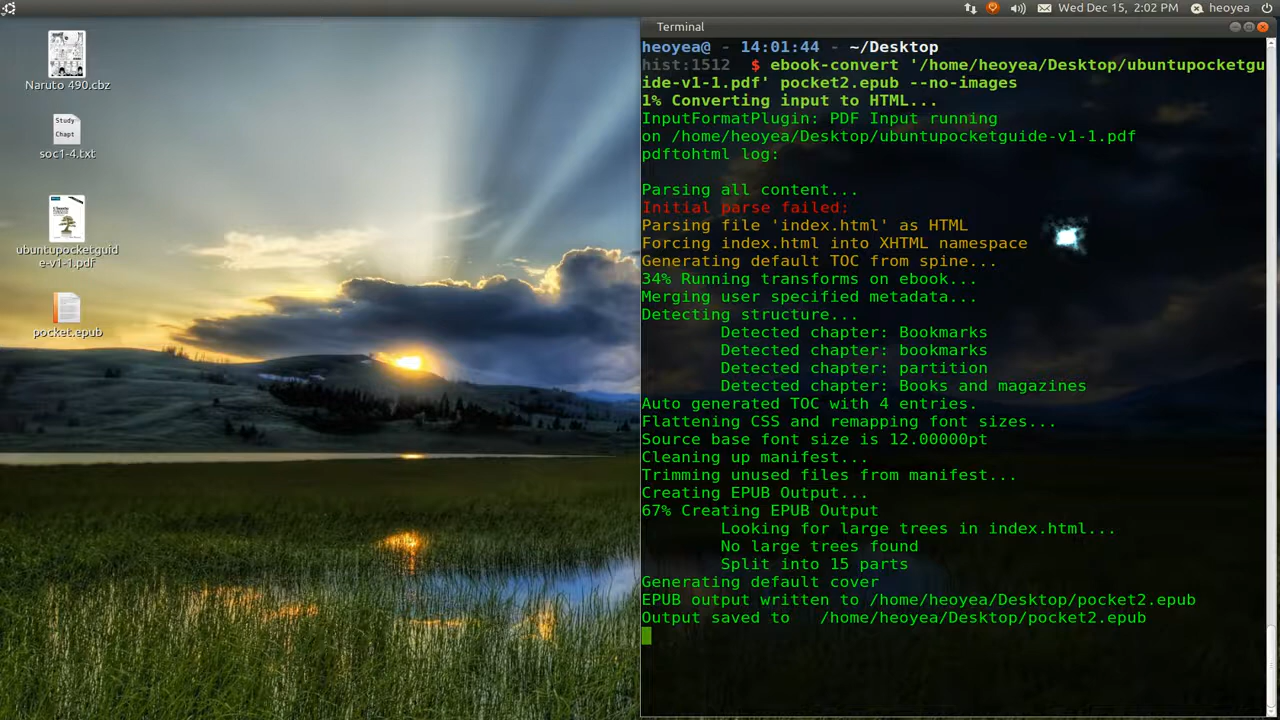 Wed Dec 15, 2:02 PM heoyea
Naruto 490.cbz
Study
Chapt
soc1-4.txt
ubuntupocketguid
e-v1-1.pdf
pocket.epub
Terminal
heoyea@ - 14:01:44 - ~/Desktop
hist:1512 $ ebook-convert '/home/heoyea/Desktop/ubuntupocketgu
ide-v1-1.pdf' pocket2.epub --no-images
1% Converting input to HTML...
InputFormatPlugin: PDF Input running
on /home/heoyea/Desktop/ubuntupocketguide-v1-1.pdf
pdftohtml log:
Parsing all content...
Initial parse failed:
Parsing file 'index.html' as HTML
Forcing index.html into XHTML namespace
Generating default TOC from spine...
34% Running transforms on ebook...
Merging user specified metadata...
Detecting structure...
Detected chapter: Bookmarks
Detected chapter: bookmarks
Detected chapter: partition
Detected chapter: Books and magazines
Auto generated TOC with 4 entries.
Flattening CSS and remapping font sizes...
Source base font size is 12.00000pt
Cleaning up manifest...
Trimming unused files from manifest...
Creating EPUB Output...
67% Creating EPUB Output
Looking for large trees in index.html...
No large trees found
Split into 15 parts
Generating default cover
EPUB output written to /home/heoyea/Desktop/pocket2.epub
Output saved to /home/heoyea/Desktop/pocket2.epub